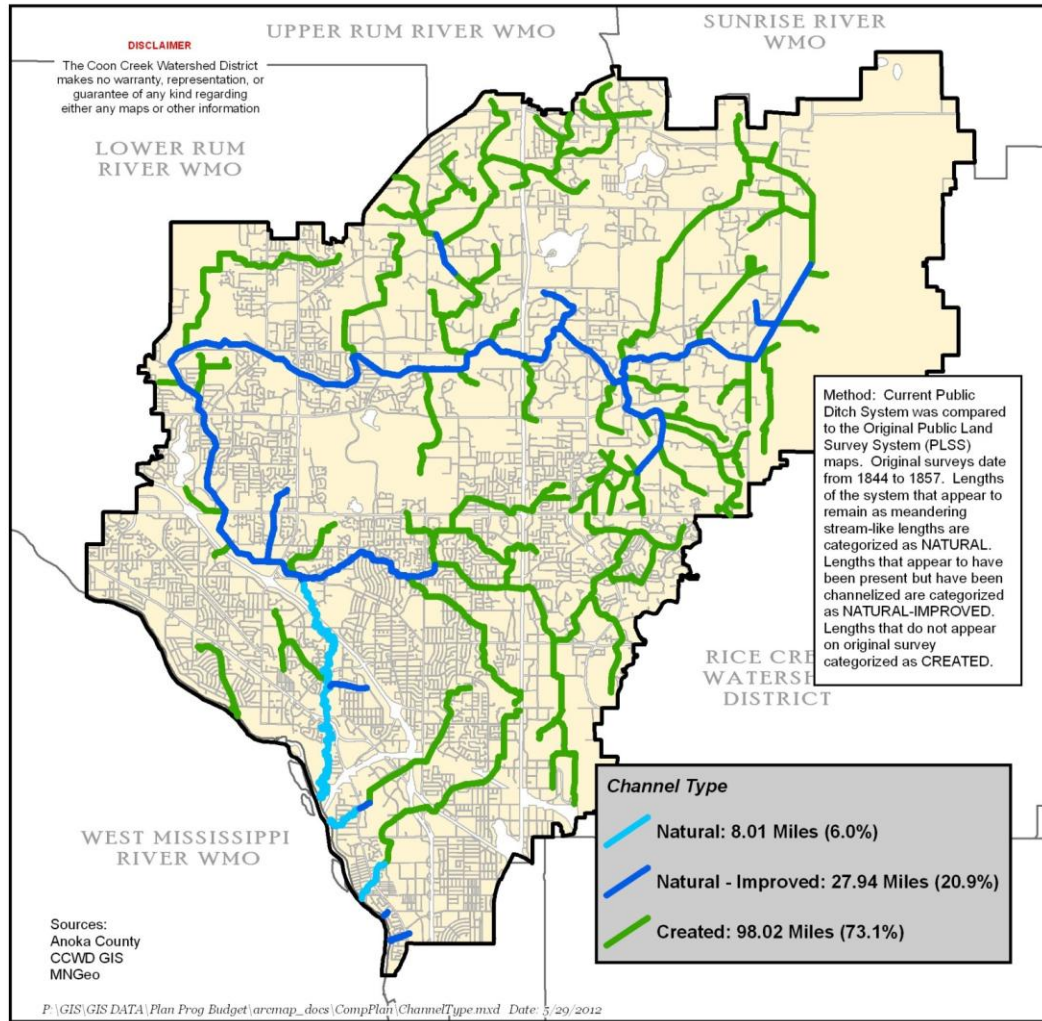 UPPER RUM RIVER WMO
SUNRISE RIVER
WMO
DISCLAIMER
The Coon Creek Watershed District
makes no warranty, representation, or
guarantee of any kind regarding
either any maps or other information
LOWER RUM
RIVER WMO
Method: Current Public
Ditch System was compared
to the Original Public Land
Survey System (PLSS)
maps. Original surveys date
from 1844 to 1857. Lengths
of the system that appear to
remain as meandering
stream-like lengths are
categorized as NATURAL.
Lengths that appear to have
been present but have been
channelized are categorized
as NATURAL-IMPROVED.
Lengths that do not appear
on original survey
categorized as CREATED.
RICE CRE
WATERSH
DISTRICT
Channel Type
Natural: 8.01 Miles (6.0%)
Natural - Improved: 27.94 Miles (20.9%)
Created: 98.02 Miles (73.1%)
WEST MISSISSIPPI
RIVER WMO
Sources:
Anoka County
CCWD GIS
MNGeo
P:\GIS\GIS DATA\Plan Prog Budget\arcmap_docs\CompPlan\ChannelType.mxd Date: 5/29/2012